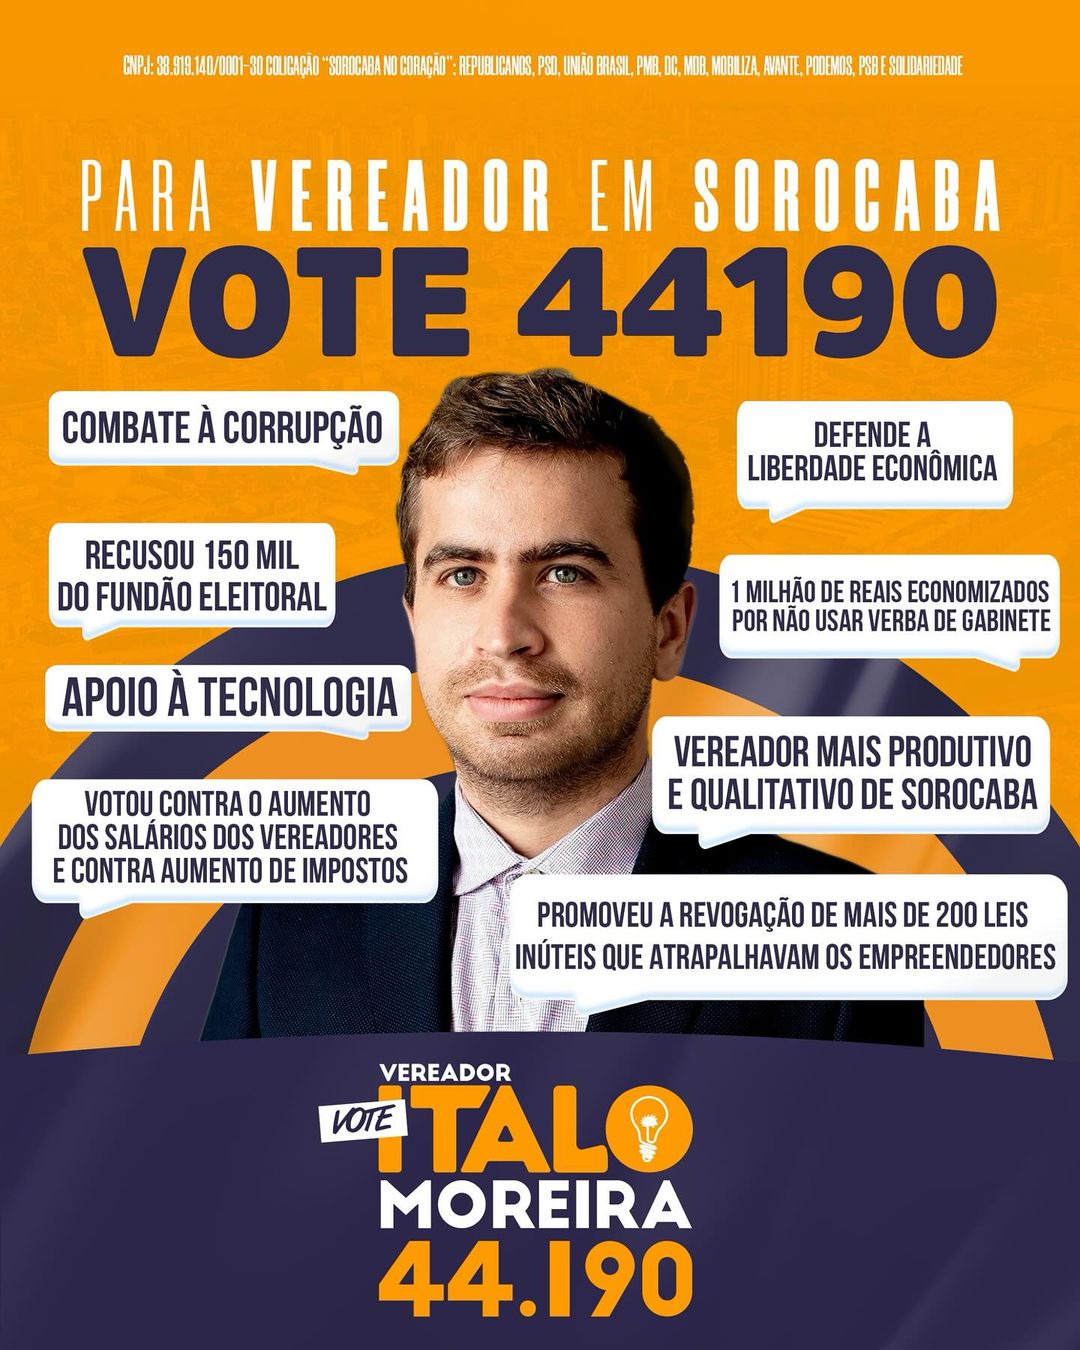 CNPJ: 38.919.140/0001-30 COLIGAÇÃO "SOROCABA NO CORAÇÃO": REPUBLICANOS, PSD, UNIÃO BRASIL, PMB, DC, MDB, MOBILIZA, AVANTE, PODEMOS, PSB E SOLIDARIEDADE
PARA VEREADOR EM SOROCABA
VOTE 44190
COMBATE À CORRUPÇÃO
DEFENDE A
LIBERDADE ECONÔMICA
RECUSOU 150 MIL
DO FUNDÃO ELEITORAL
1 MILHÃO DE REAIS ECONOMIZADOS
POR NÃO USAR VERBA DE GABINETE
APOIO À TECNOLOGIA
VEREADOR MAIS PRODUTIVO
E QUALITATIVO DE SOROCABA
VOTOU CONTRA O AUMENTO
DOS SALÁRIOS DOS VEREADORES
E CONTRA AUMENTO DE IMPOSTOS
PROMOVEU A REVOGAÇÃO DE MAIS DE 200 LEIS
INÚTEIS QUE ATRAPALHAVAM OS EMPREENDEDORES
VEREADOR
VOTE
ITALO
MOREIRA
44.190